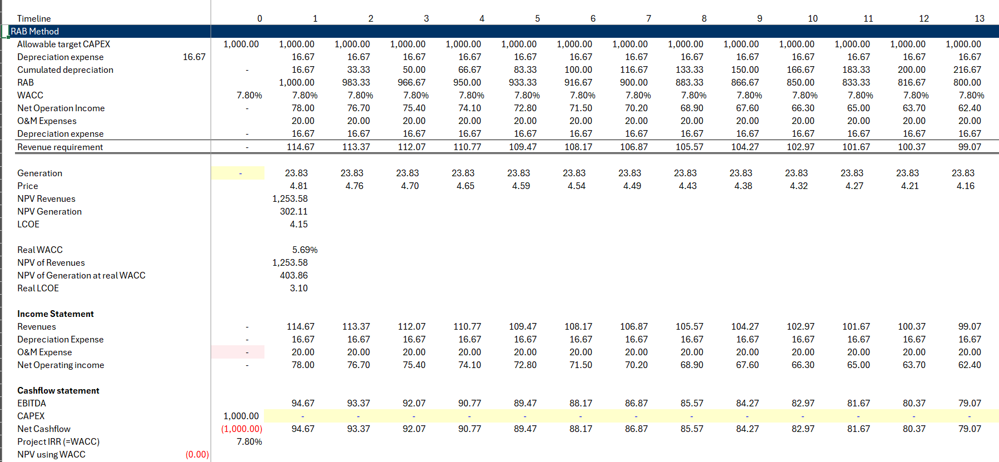 Timeline 0 1 2 3 4 5 6 7 8 9 10 11 12 13
RAB Method
Allowable target CAPEX 1,000.00 1,000.00 1,000.00 1,000.00 1,000.00 1,000.00 1,000.00 1,000.00 1,000.00 1,000.00 1,000.00 1,000.00 1,000.00 1,000.00
Depreciation expense 16.67 16.67 16.67 16.67 16.67 16.67 16.67 16.67 16.67 16.67 16.67 16.67 16.67 16.67
Cumulated depreciation - 16.67 33.33 50.00 66.67 83.33 100.00 116.67 133.33 150.00 166.67 183.33 200.00 216.67
RAB 1,000.00 983.33 966.67 950.00 933.33 916.67 900.00 883.33 866.67 850.00 833.33 816.67 800.00
WACC 7.80% 7.80% 7.80% 7.80% 7.80% 7.80% 7.80% 7.80% 7.80% 7.80% 7.80% 7.80% 7.80% 7.80%
Net Operation Income - 78.00 76.70 75.40 74.10 72.80 71.50 70.20 68.90 67.60 66.30 65.00 63.70 62.40
O&M Expenses 20.00 20.00 20.00 20.00 20.00 20.00 20.00 20.00 20.00 20.00 20.00 20.00 20.00
Depreciation expense - 16.67 16.67 16.67 16.67 16.67 16.67 16.67 16.67 16.67 16.67 16.67 16.67 16.67
Revenue requirement - 114.67 113.37 112.07 110.77 109.47 108.17 106.87 105.57 104.27 102.97 101.67 100.37 99.07
Generation - 23.83 23.83 23.83 23.83 23.83 23.83 23.83 23.83 23.83 23.83 23.83 23.83 23.83
Price 4.81 4.76 4.70 4.65 4.59 4.54 4.49 4.43 4.38 4.32 4.27 4.21 4.16
NPV Revenues 1,253.58
NPV Generation 302.11
LCOE 4.15
Real WACC 5.69%
NPV of Revenues 1,253.58
NPV of Generation at real WACC 403.86
Real LCOE 3.10
Income Statement
Revenues - 114.67 113.37 112.07 110.77 109.47 108.17 106.87 105.57 104.27 102.97 101.67 100.37 99.07
Depreciation Expense - 16.67 16.67 16.67 16.67 16.67 16.67 16.67 16.67 16.67 16.67 16.67 16.67 16.67
O&M Expense - 20.00 20.00 20.00 20.00 20.00 20.00 20.00 20.00 20.00 20.00 20.00 20.00 20.00
Net Operating income - 78.00 76.70 75.40 74.10 72.80 71.50 70.20 68.90 67.60 66.30 65.00 63.70 62.40
Cashflow statement
EBITDA 94.67 93.37 92.07 90.77 89.47 88.17 86.87 85.57 84.27 82.97 81.67 80.37 79.07
CAPEX 1,000.00 - - - - - - - - - - - - -
Net Cashflow (1,000.00) 94.67 93.37 92.07 90.77 89.47 88.17 86.87 85.57 84.27 82.97 81.67 80.37 79.07
Project IRR (=WACC) 7.80%
NPV using WACC (0.00)